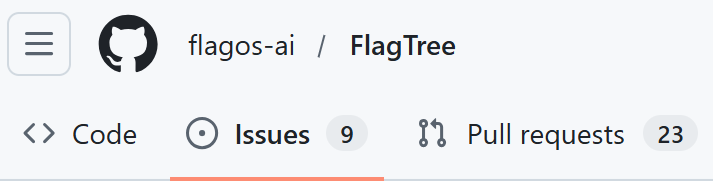 flagos-ai / FlagTree
Code Issues 9 Pull requests 23